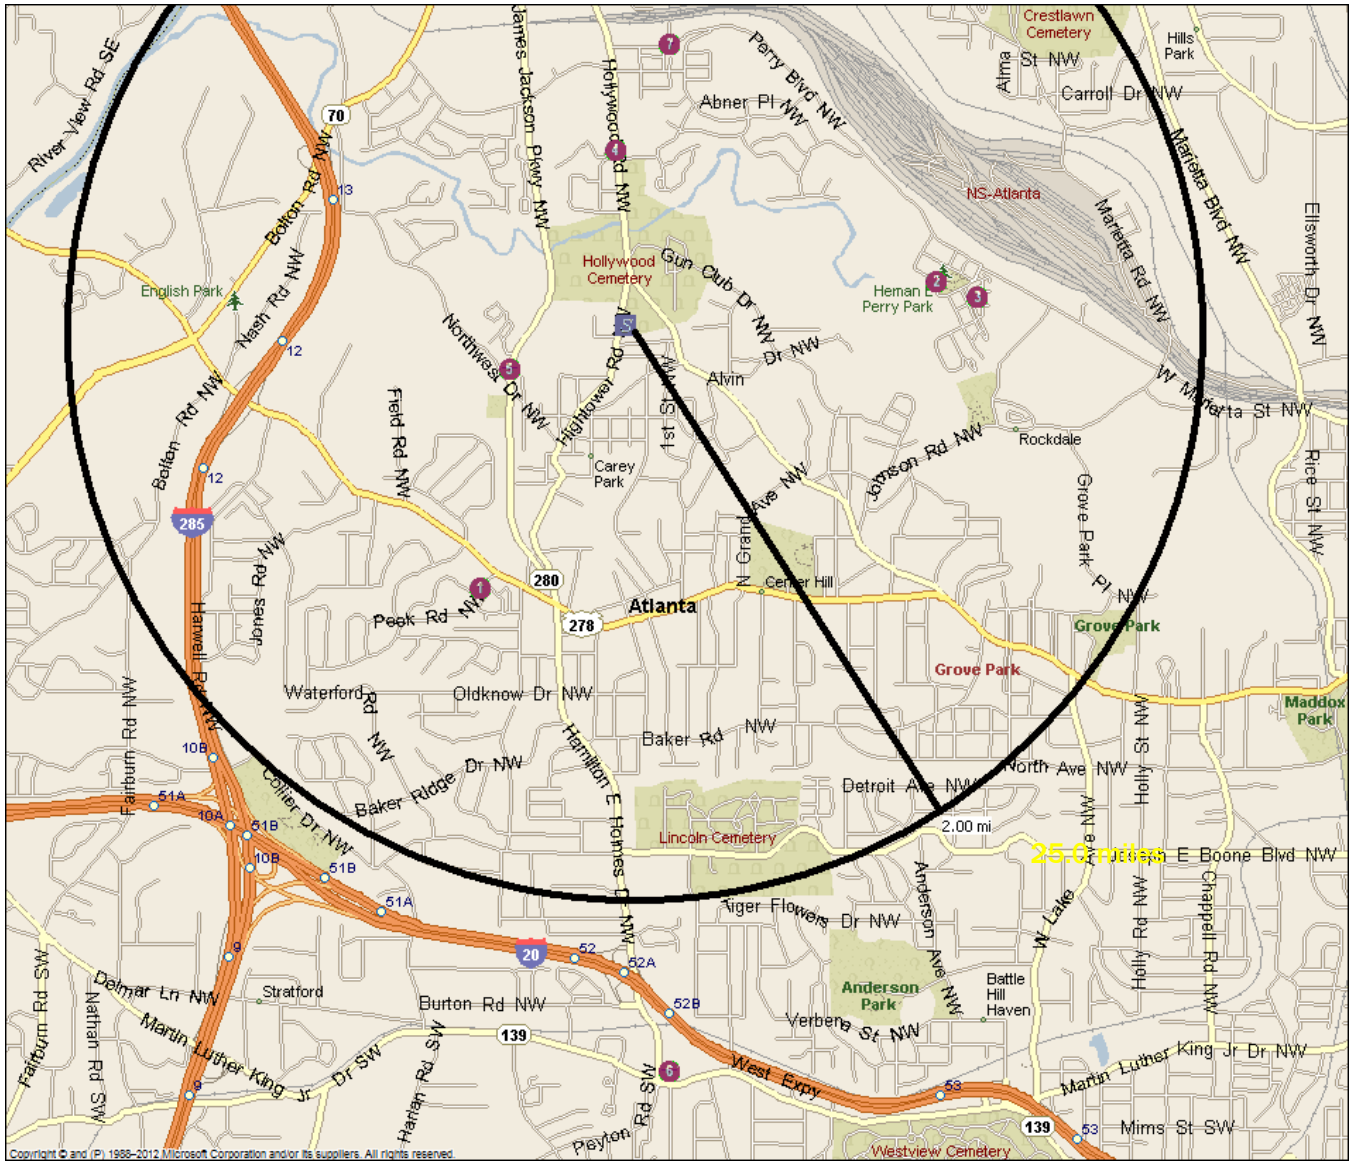 Crestlawn
Cemetery
Hills
Park
River View Rd SE
James Jackson Pkwy NW
Hollywood Rd NW
7
Perry Blvd NW
Alma
St NW
Carroll Dr NW
Abner Pl NW
70
4
Marietta Blvd NW
13
Bolton Rd NW
NS-Atlanta
Marietta Rd NW
Ellsworth Dr NW
Hollywood
Cemetery
Gun Club Dr NW
English Park
Nash Rd NW
2
3
Heman E
Perry Park
S
12
Northwest Dr NW
Dr NW
5
Alvin
Hightower Rd NW
1st St NW
W Marietta St NW
Bolton Rd NW
Field Rd NW
Johnson Rd NW
Rockdale
12
Carey
Park
N Grand Ave NW
Grove Park Pl NW
Rice St NW
285
Jones Rd NW
280
1
Center Hill
Peek Rd NW
Atlanta
278
Grove Park
Harwell Rd NW
Grove Park
Waterford
Rd NW
Oldknow Dr NW
Fairburn Rd NW
Maddox
Park
Baker Rd NW
Holly St NW
10B
Hamilton E Holmes Dr NW
Baker Ridge Dr NW
North Ave NW
Detroit Ave NW
Collier Dr NW
51A
10A
51B
2.00 mi
Lincoln Cemetery
25.0 miles
E Boone Blvd NW
10B
51B
W Lake
Anderson Ave NW
Holly Rd NW
Chappell Rd NW
51A
Flowers Dr NW
9
20
52
52A
Fairburn Rd SW
Delmar Ln NW
Stratford
Anderson
Park
Battle
Hill
Haven
Nathan Rd SW
Burton Rd NW
52B
Verbena St NW
Martin Luther King Jr Dr SW
139
Harlan Rd SW
Martin Luther King Jr Dr NW
West Expy
6
9
53
Peyton Rd SW
139
53
Mims St SW
Westview Cemetery
Copyright © and (P) 1988–2012 Microsoft Corporation and/or its suppliers. All rights reserved.